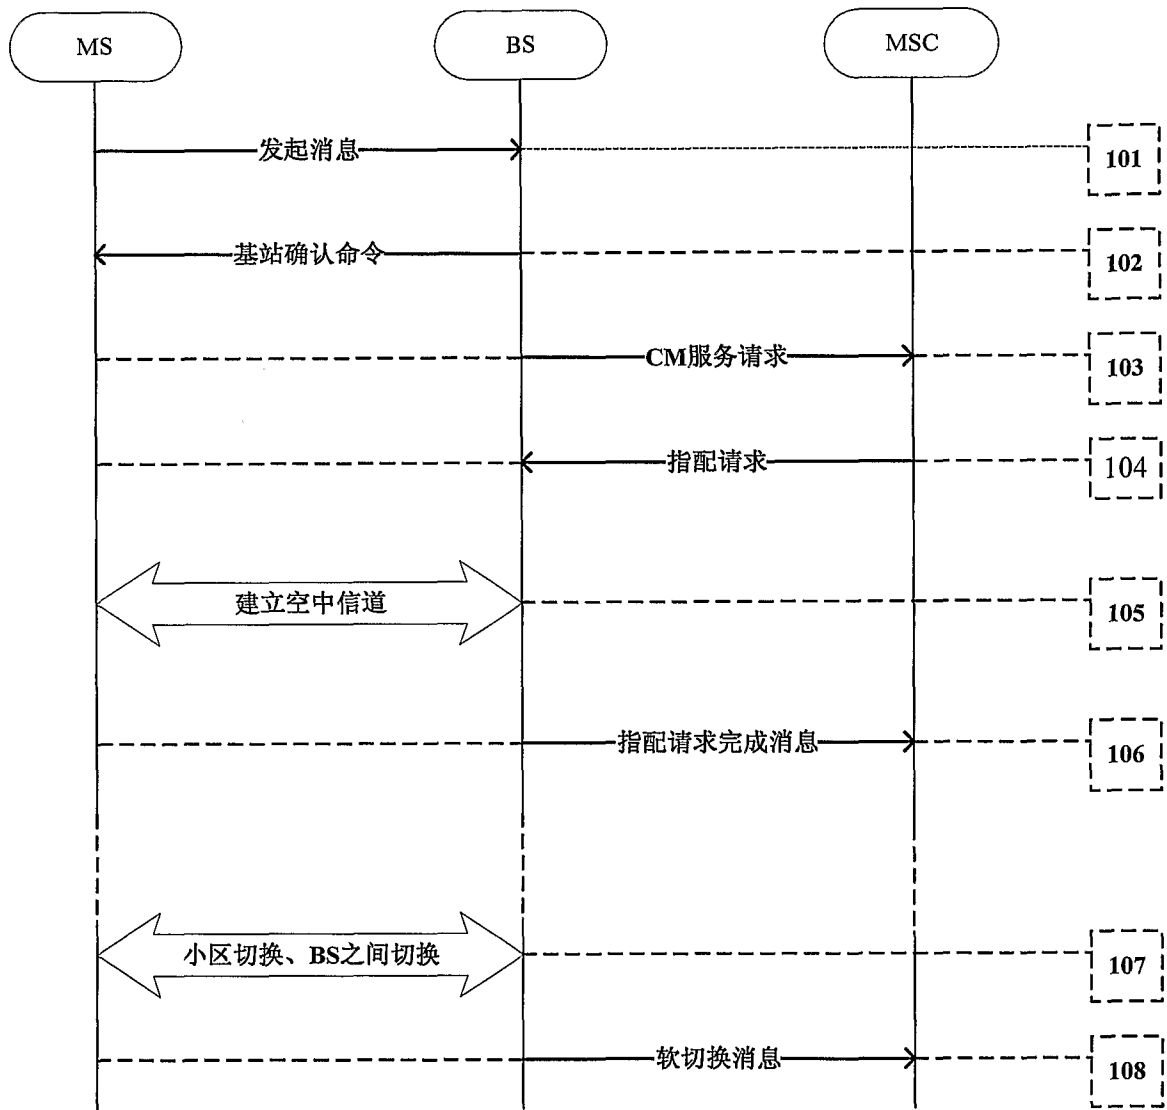 MS
BS
MSC
发起消息
101
基站确认命令
102
CM服务请求
103
指配请求
104
建立空中信道
105
指配请求完成消息
106
小区切换、BS之间切换
107
软切换消息
108